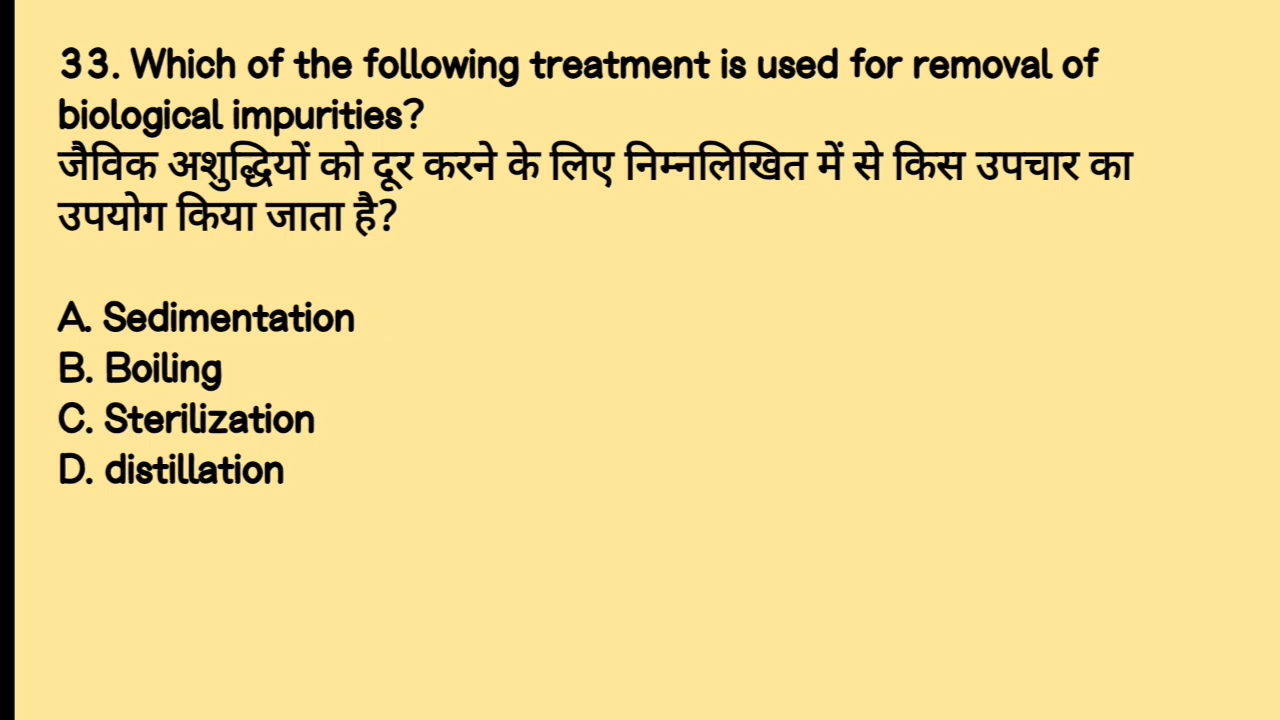 33. Which of the following treatment is used for removal of
biological impurities?
जैविक अशुद्धियों को दूर करने के लिए निम्नलिखित में से किस उपचार का
उपयोग किया जाता है?
A. Sedimentation
B. Boiling
C. Sterilization
D. distillation